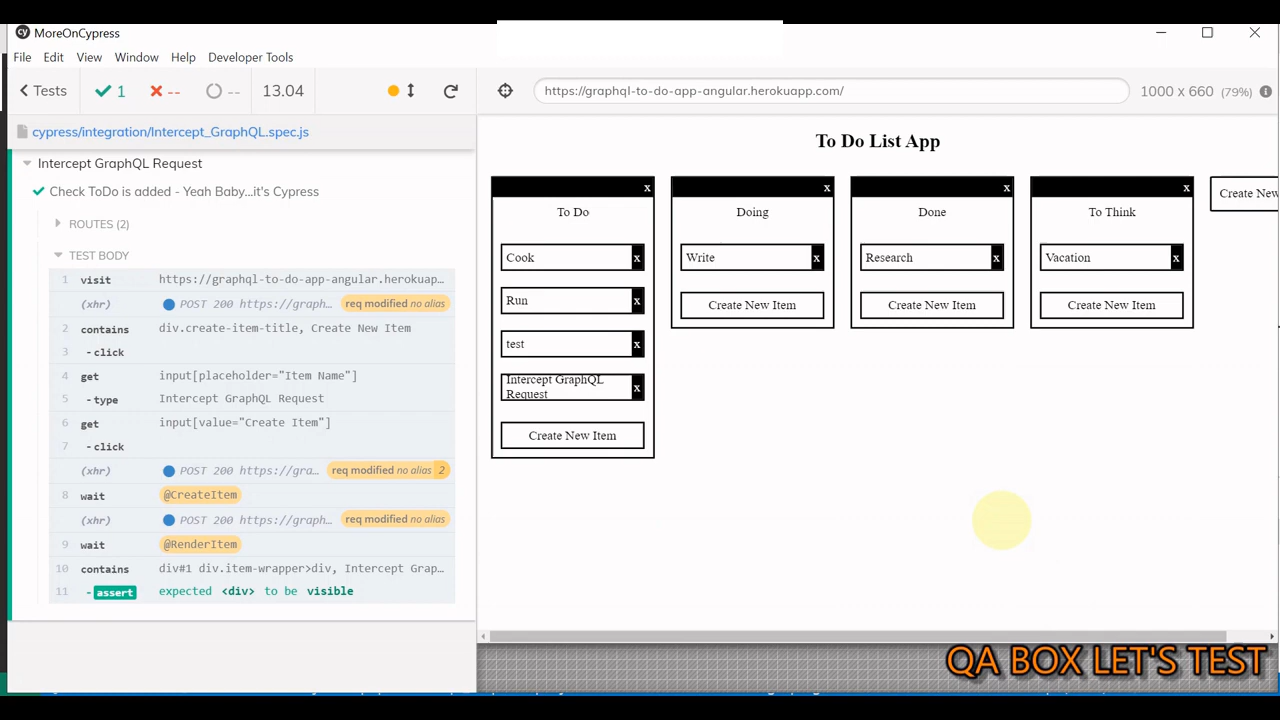 MoreOnCypress
File Edit View Window Help Developer Tools
Tests 1 -- -- 13.04
https://graphql-to-do-app-angular.herokuapp.com/ 1000 x 660 (79%)
cypress/integration/Intercept_GraphQL.spec.js
Intercept GraphQL Request
Check ToDo is added - Yeah Baby...it's Cypress
ROUTES (2)
TEST BODY
1 visit https://graphql-to-do-app-angular.herokuap...
(xhr) POST 200 https://graph... req modified no alias
2 contains div.create-item-title, Create New Item
3 -click
4 get input[placeholder="Item Name"]
5 -type Intercept GraphQL Request
6 get input[value="Create Item"]
7 -click
(xhr) POST 200 https://gra... req modified no alias 2
8 wait @CreateItem
(xhr) POST 200 https://graph... req modified no alias
9 wait @RenderItem
10 contains div#1 div.item-wrapper>div, Intercept Grap...
11 -assert expected <div> to be visible
To Do List App
x
To Do
Cook x
Run x
test x
Intercept GraphQL
Request x
Create New Item
x
Doing
Write x
Create New Item
x
Done
Research x
Create New Item
x
To Think
Vacation x
Create New Item
Create New
QA BOX LET'S TEST